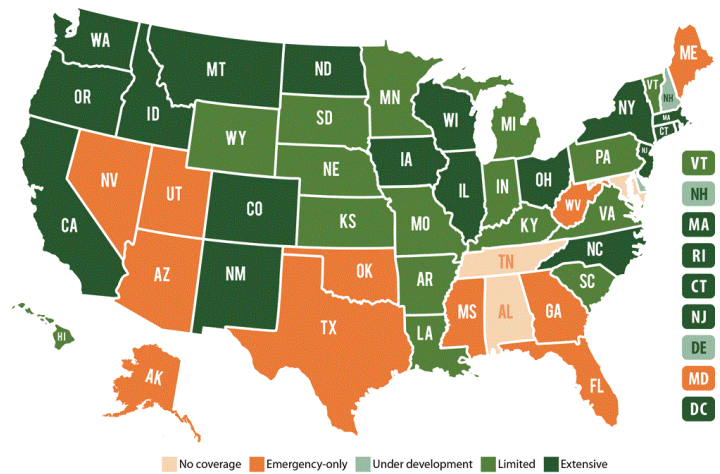 WA
MT
ND
MN
ME
VT
NH
OR
ID
SD
WI
MI
NY
MA
CT
WY
NE
IA
IL
IN
OH
PA
NJ
NV
UT
CO
KS
MO
KY
WV
VA
CA
AZ
NM
OK
AR
TN
NC
SC
TX
LA
MS
AL
GA
FL
HI
AK
VT
NH
MA
RI
CT
NJ
DE
MD
DC
No coverage Emergency-only Under development Limited Extensive